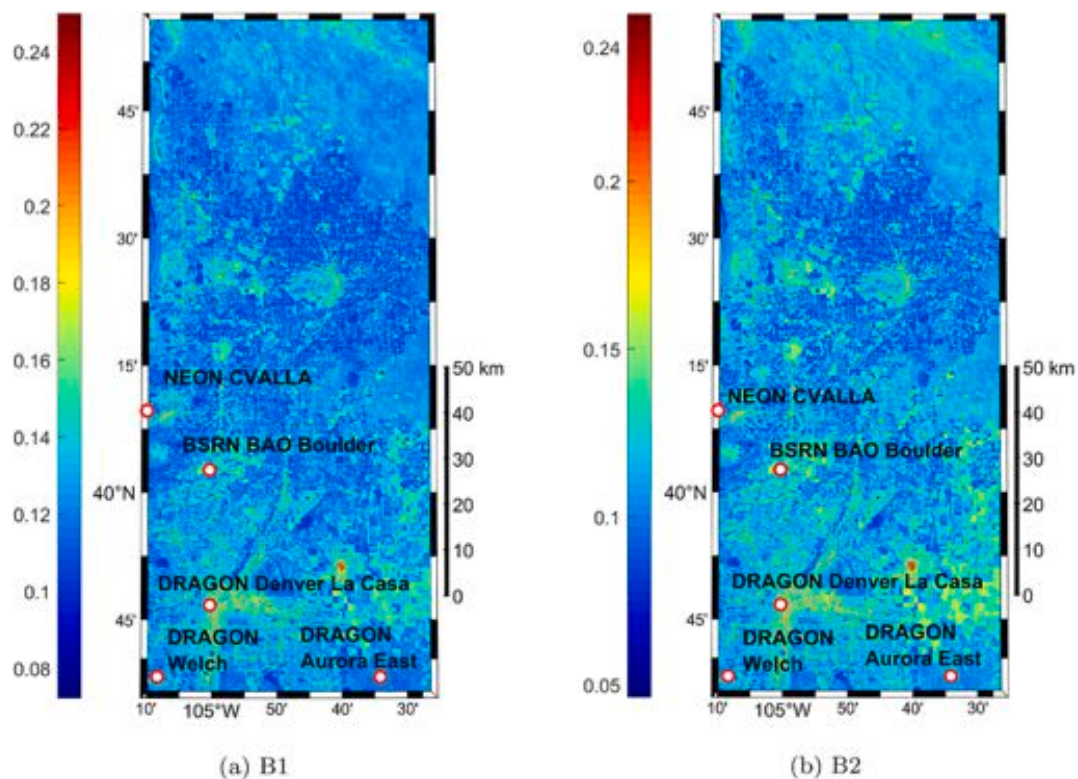 0.24
0.22
0.2
0.18
0.16
0.14
0.12
0.1
0.08
45'
30'
15'
40°N
45'
10'
105°W
50'
40'
30'
NEON CVALLA
BSRN BAO Boulder
DRAGON Denver La Casa
DRAGON
Welch
DRAGON
Aurora East
50 km
40
30
20
10
0
(a) B1
0.24
0.2
0.15
0.1
0.05
45'
30'
15'
40°N
45'
10'
105°W
50'
40'
30'
NEON CVALLA
BSRN BAO Boulder
DRAGON Denver La Casa
DRAGON
Welch
DRAGON
Aurora East
50 km
40
30
20
10
0
(b) B2